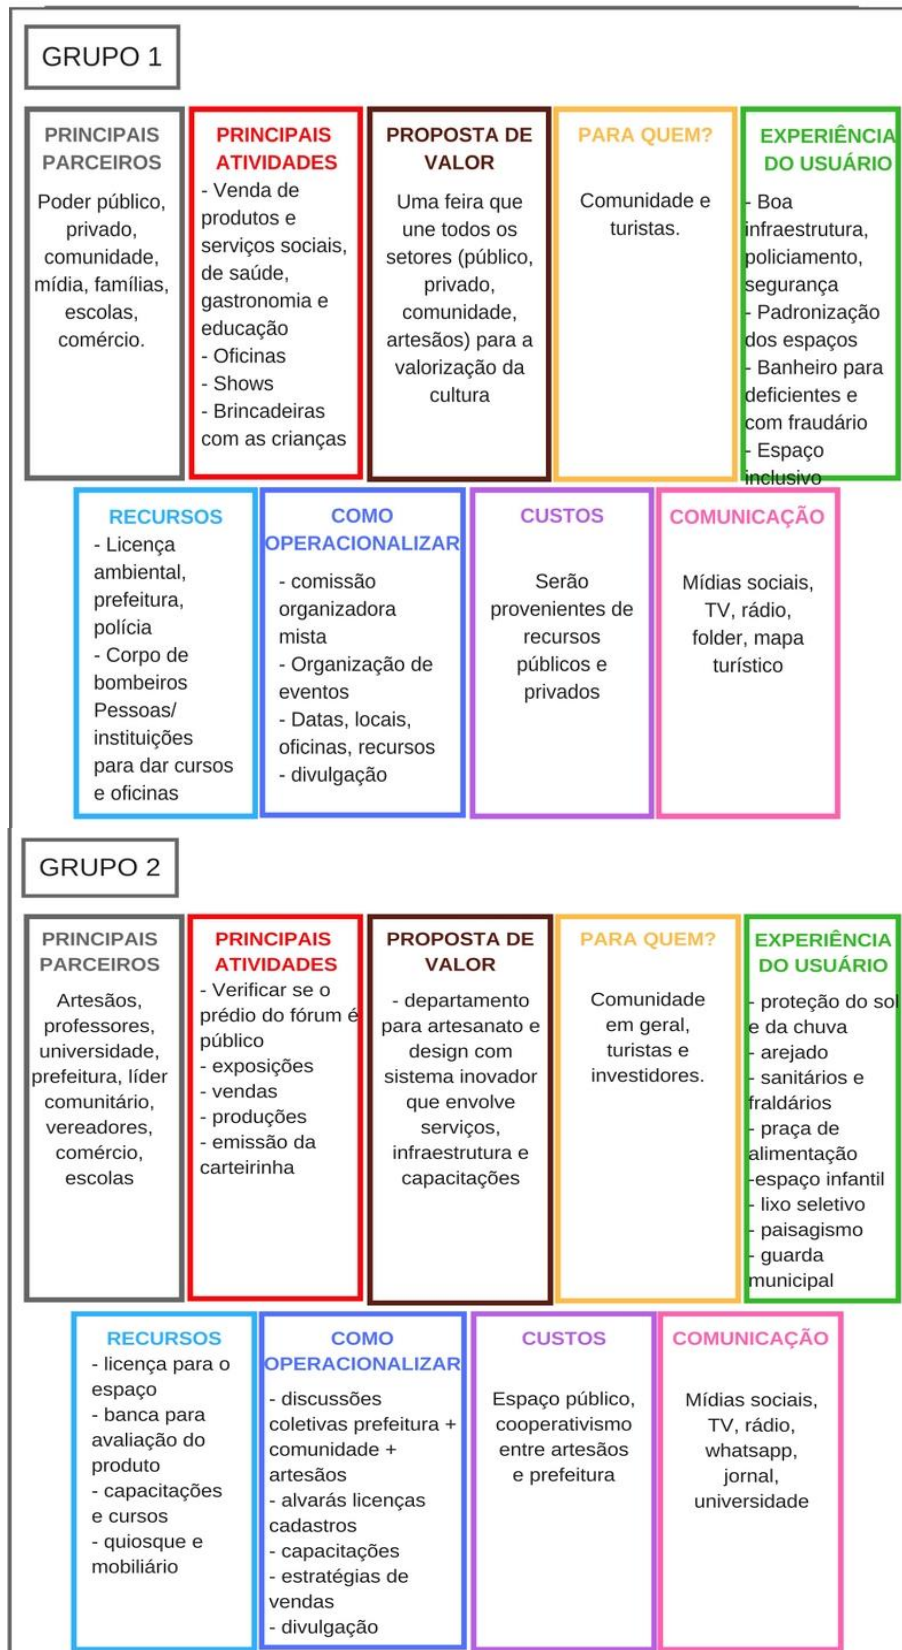 GRUPO 1
PRINCIPAIS
PARCEIROS
Poder público,
privado,
comunidade,
mídia, famílias,
escolas,
comércio.
PRINCIPAIS
ATIVIDADES
- Venda de
produtos e
serviços sociais,
de saúde,
gastronomia e
educação
- Oficinas
- Shows
- Brincadeiras
com as crianças
PROPOSTA DE
VALOR
Uma feira que
une todos os
setores (público,
privado,
comunidade,
artesãos) para a
valorização da
cultura
PARA QUEM?
Comunidade e
turistas.
EXPERIÊNCIA
DO USUÁRIO
- Boa
infraestrutura,
policiamento,
segurança
- Padronização
dos espaços
- Banheiro para
deficientes e
com fraudário
- Espaço
inclusivo
RECURSOS
- Licença
ambiental,
prefeitura,
polícia
- Corpo de
bombeiros
Pessoas/
instituições
para dar cursos
e oficinas
COMO
OPERACIONALIZAR
- comissão
organizadora
mista
- Organização de
eventos
- Datas, locais,
oficinas, recursos
- divulgação
CUSTOS
Serão
provenientes de
recursos
públicos e
privados
COMUNICAÇÃO
Mídias sociais,
TV, rádio,
folder, mapa
turístico
GRUPO 2
PRINCIPAIS
PARCEIROS
Artesãos,
professores,
universidade,
prefeitura, líder
comunitário,
vereadores,
comércio,
escolas
PRINCIPAIS
ATIVIDADES
- Verificar se o
prédio do fórum é
público
- exposições
- vendas
- produções
- emissão da
carteirinha
PROPOSTA DE
VALOR
- departamento
para artesanato e
design com
sistema inovador
que envolve
serviços,
infraestrutura e
capacitações
PARA QUEM?
Comunidade
em geral,
turistas e
investidores.
EXPERIÊNCIA
DO USUÁRIO
- proteção do sol
e da chuva
- arejado
- sanitários e
fraldários
- praça de
alimentação
-espaço infantil
- lixo seletivo
- paisagismo
- guarda
municipal
RECURSOS
- licença para o
espaço
- banca para
avaliação do
produto
- capacitações
e cursos
- quiosque e
mobiliário
COMO
OPERACIONALIZAR
- discussões
coletivas prefeitura +
comunidade +
artesãos
- alvarás licenças
cadastros
- capacitações
- estratégias de
vendas
- divulgação
CUSTOS
Espaço público,
cooperativismo
entre artesãos
e prefeitura
COMUNICAÇÃO
Mídias sociais,
TV, rádio,
whatsapp,
jornal,
universidade